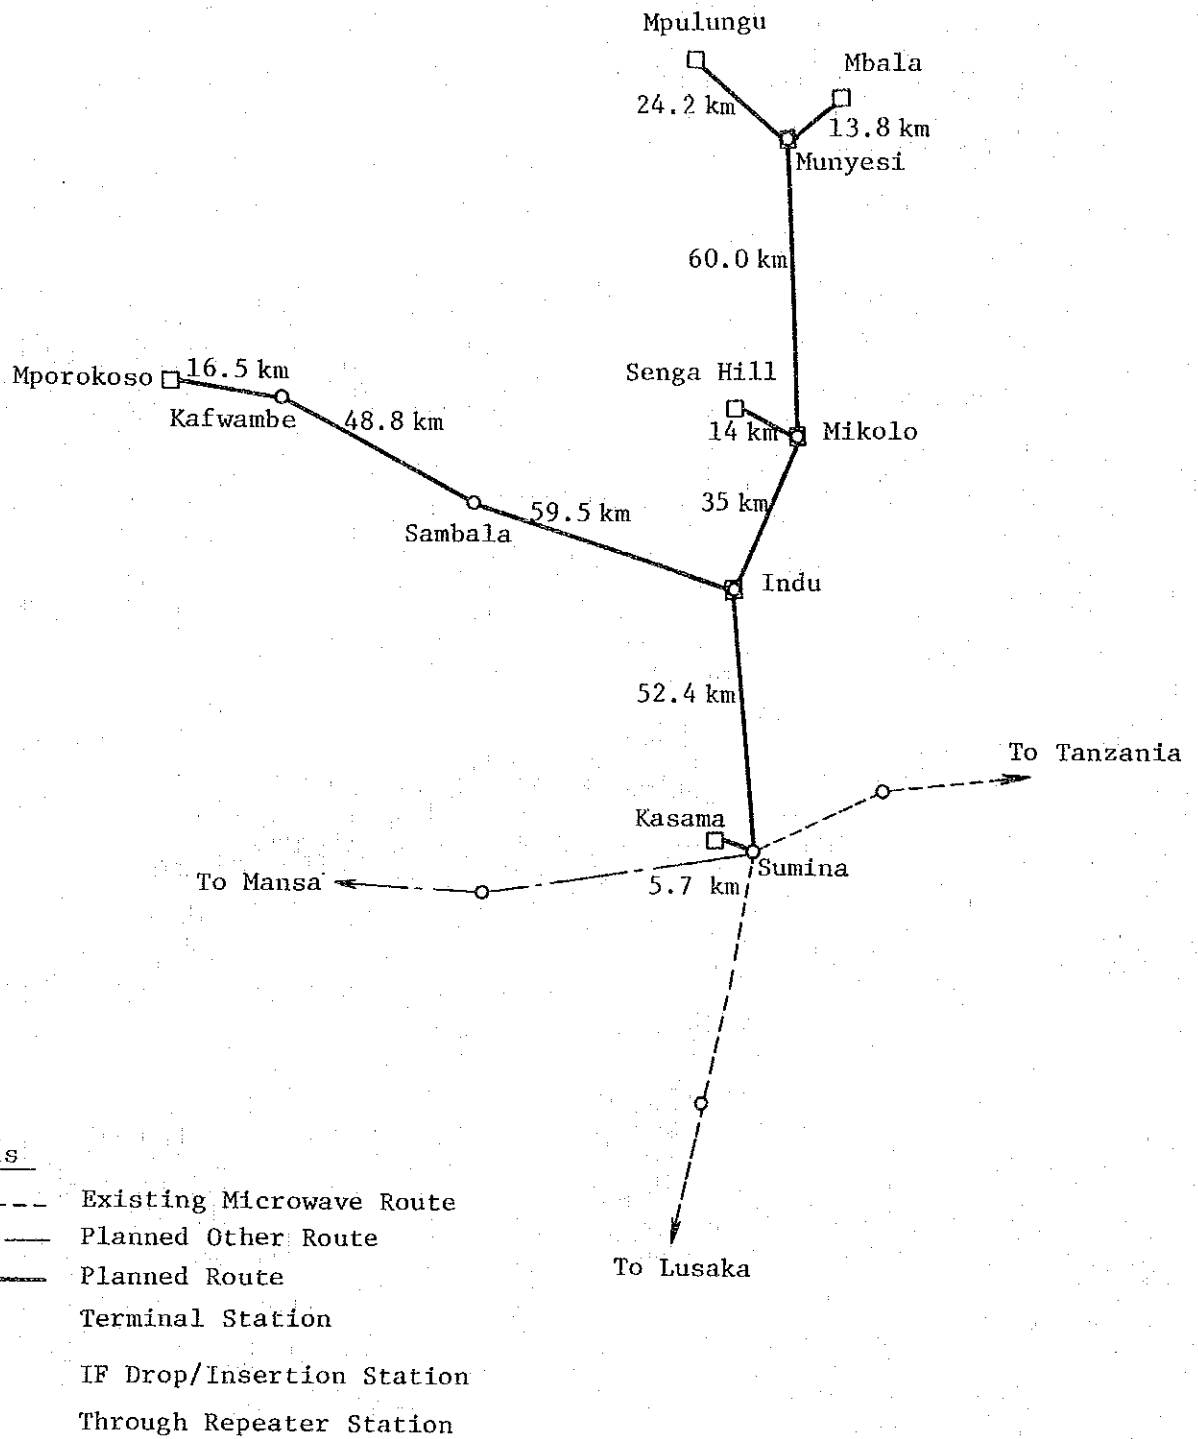 Mpulungu
Mbala
24.2 km
13.8 km
Munyesi
60.0 km
Mporokoso
16.5 km
Senga Hill
Kafwambe
48.8 km
14 km
Mikolo
35 km
59.5 km
Sambala
Indu
52.4 km
To Tanzania
Kasama
Sumina
To Mansa
5.7 km
Existing Microwave Route
Planned Other Route
Planned Route
To Lusaka
Terminal Station
IF Drop/Insertion Station
Through Repeater Station